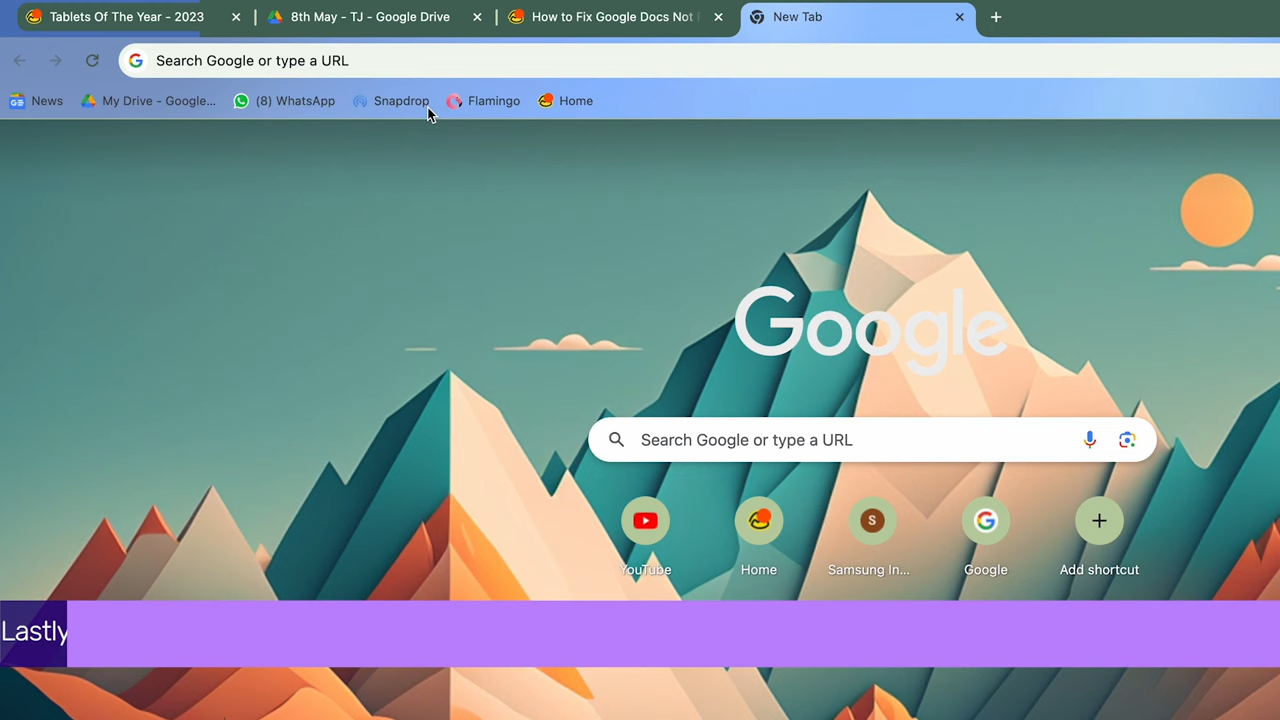 Tablets Of The Year - 2023
8th May - TJ - Google Drive
How to Fix Google Docs Not
New Tab
Search Google or type a URL
News
My Drive - Google...
(8) WhatsApp
Snapdrop
Flamingo
Home
Google
Search Google or type a URL
YouTube
Home
S
Samsung In...
Google
Add shortcut
Lastly